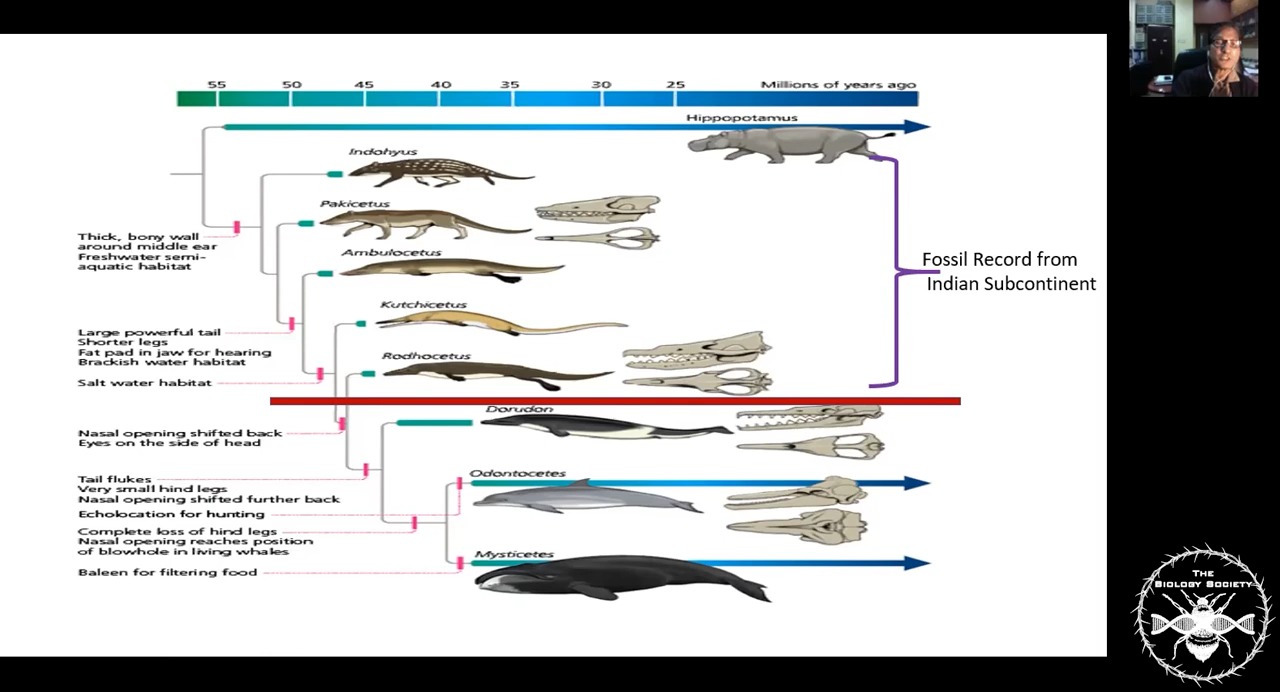 55 50 45 40 35 30 25 Millions of years ago
Hippopotamus
Indohyus
Pakicetus
Thick, bony wall
around middle ear
Freshwater semi-
aquatic habitat
Ambulocetus
Fossil Record from
Indian Subcontinent
Kutchicetus
Large powerful tail
Shorter legs
Fat pad in jaw for hearing
Brackish water habitat
Rodhocetus
Salt water habitat
Dorudon
Nasal opening shifted back
Eyes on the side of head
Odontocetes
Tail flukes
Very small hind legs
Nasal opening shifted further back
Echolocation for hunting
Complete loss of hind legs
Nasal opening reaches position
of blowhole in living whales
Mysticetes
Baleen for filtering food
THE
BIOLOGY SOCIETY